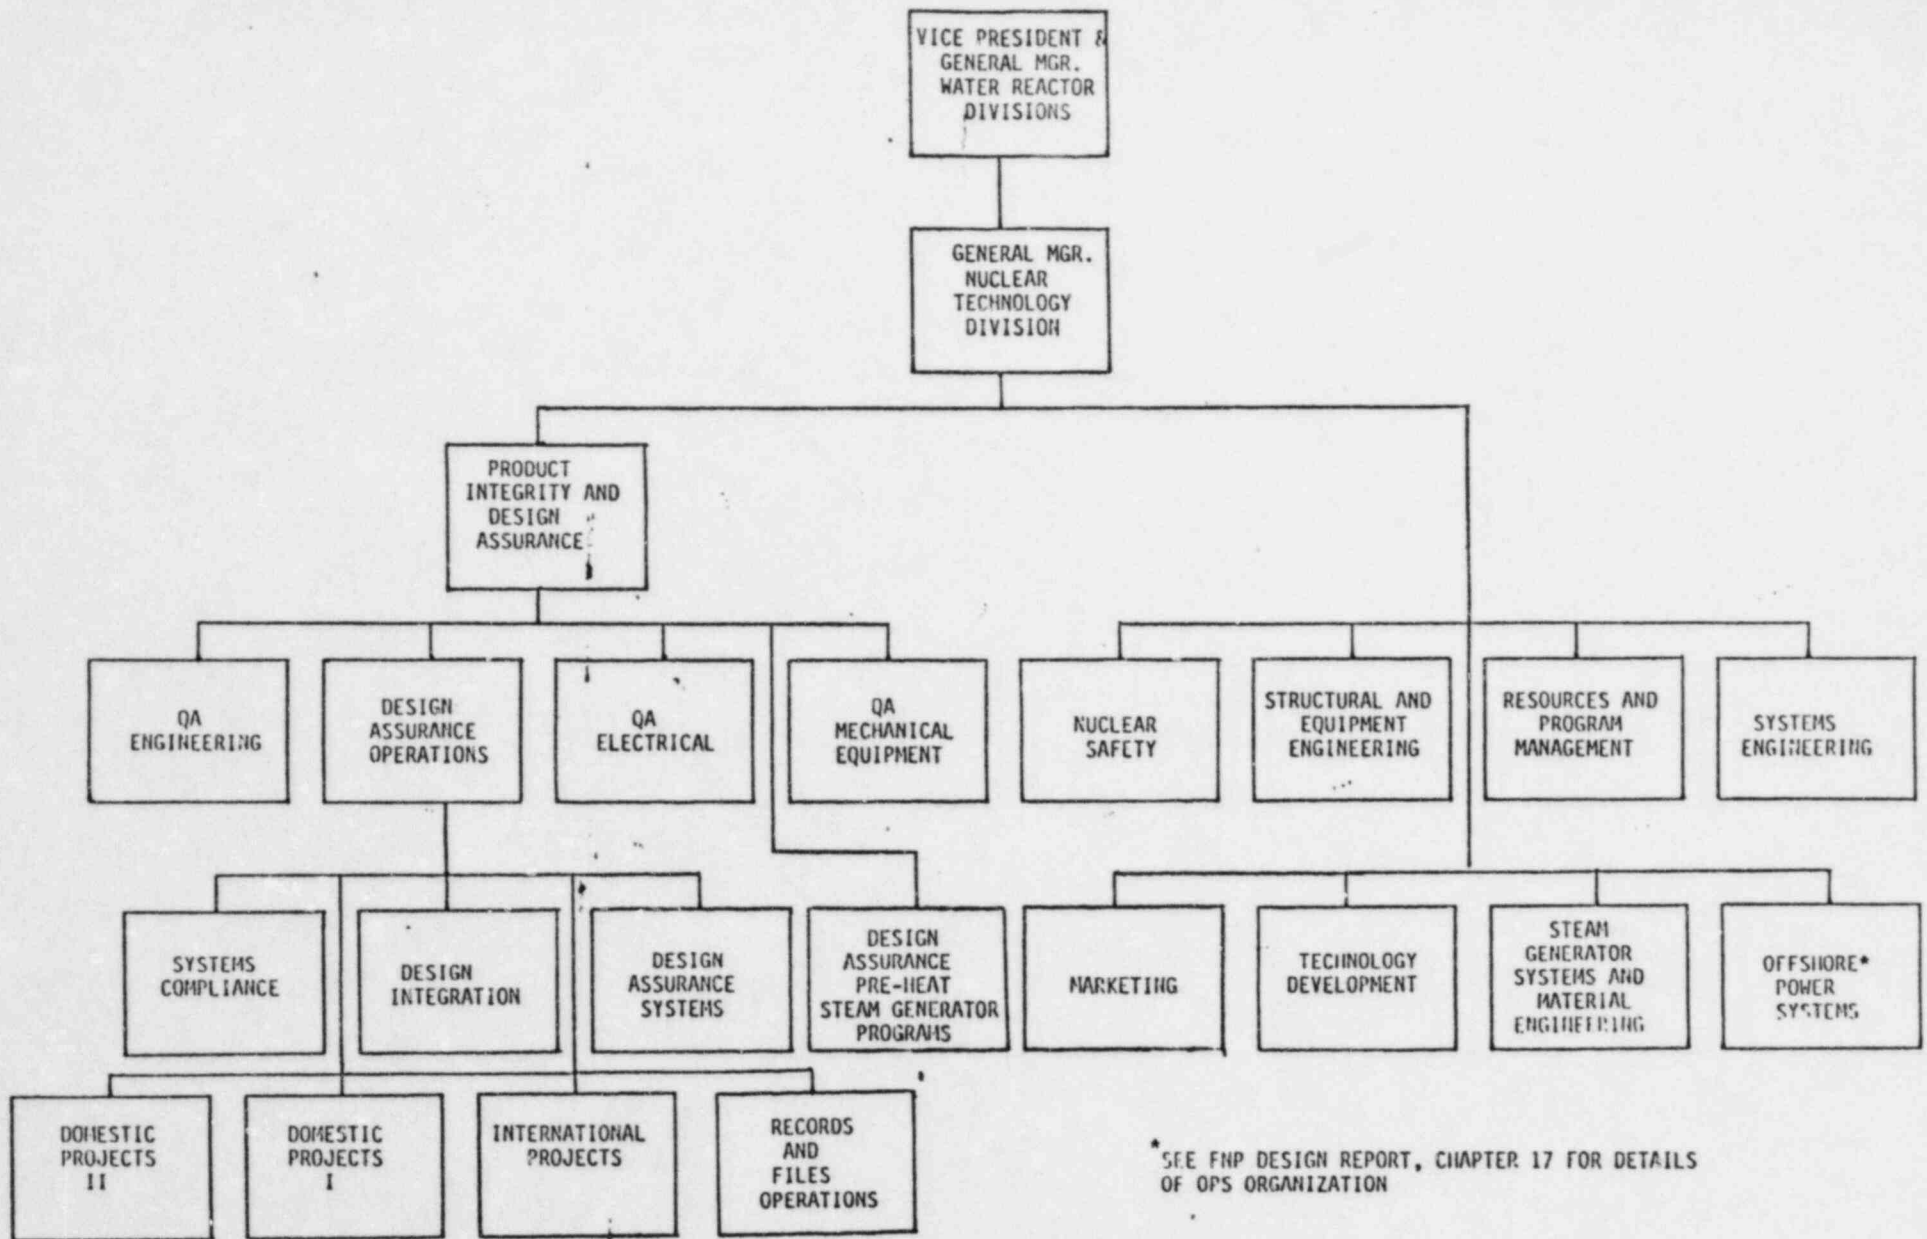 VICE PRESIDENT &
GENERAL MGR.
WATER REACTOR
DIVISIONS
GENERAL MGR.
NUCLEAR
TECHNOLOGY
DIVISION
PRODUCT
INTEGRITY AND
DESIGN
ASSURANCE
QA
ENGINEERING
DESIGN
ASSURANCE
OPERATIONS
QA
ELECTRICAL
QA
MECHANICAL
EQUIPMENT
NUCLEAR
SAFETY
STRUCTURAL AND
EQUIPMENT
ENGINEERING
RESOURCES AND
PROGRAM
MANAGEMENT
SYSTEMS
ENGINEERING
SYSTEMS
COMPLIANCE
DESIGN
INTEGRATION
DESIGN
ASSURANCE
SYSTEMS
DESIGN
ASSURANCE
PRE-HEAT
STEAM GENERATOR
PROGRAMS
MARKETING
TECHNOLOGY
DEVELOPMENT
STEAM
GENERATOR
SYSTEMS AND
MATERIAL
ENGINEERING
OFFSHORE*
POWER
SYSTEMS
DOMESTIC
PROJECTS
II
DOMESTIC
PROJECTS
I
INTERNATIONAL
PROJECTS
RECORDS
AND
FILES
OPERATIONS
*SEE FNP DESIGN REPORT, CHAPTER 17 FOR DETAILS
OF OPS ORGANIZATION